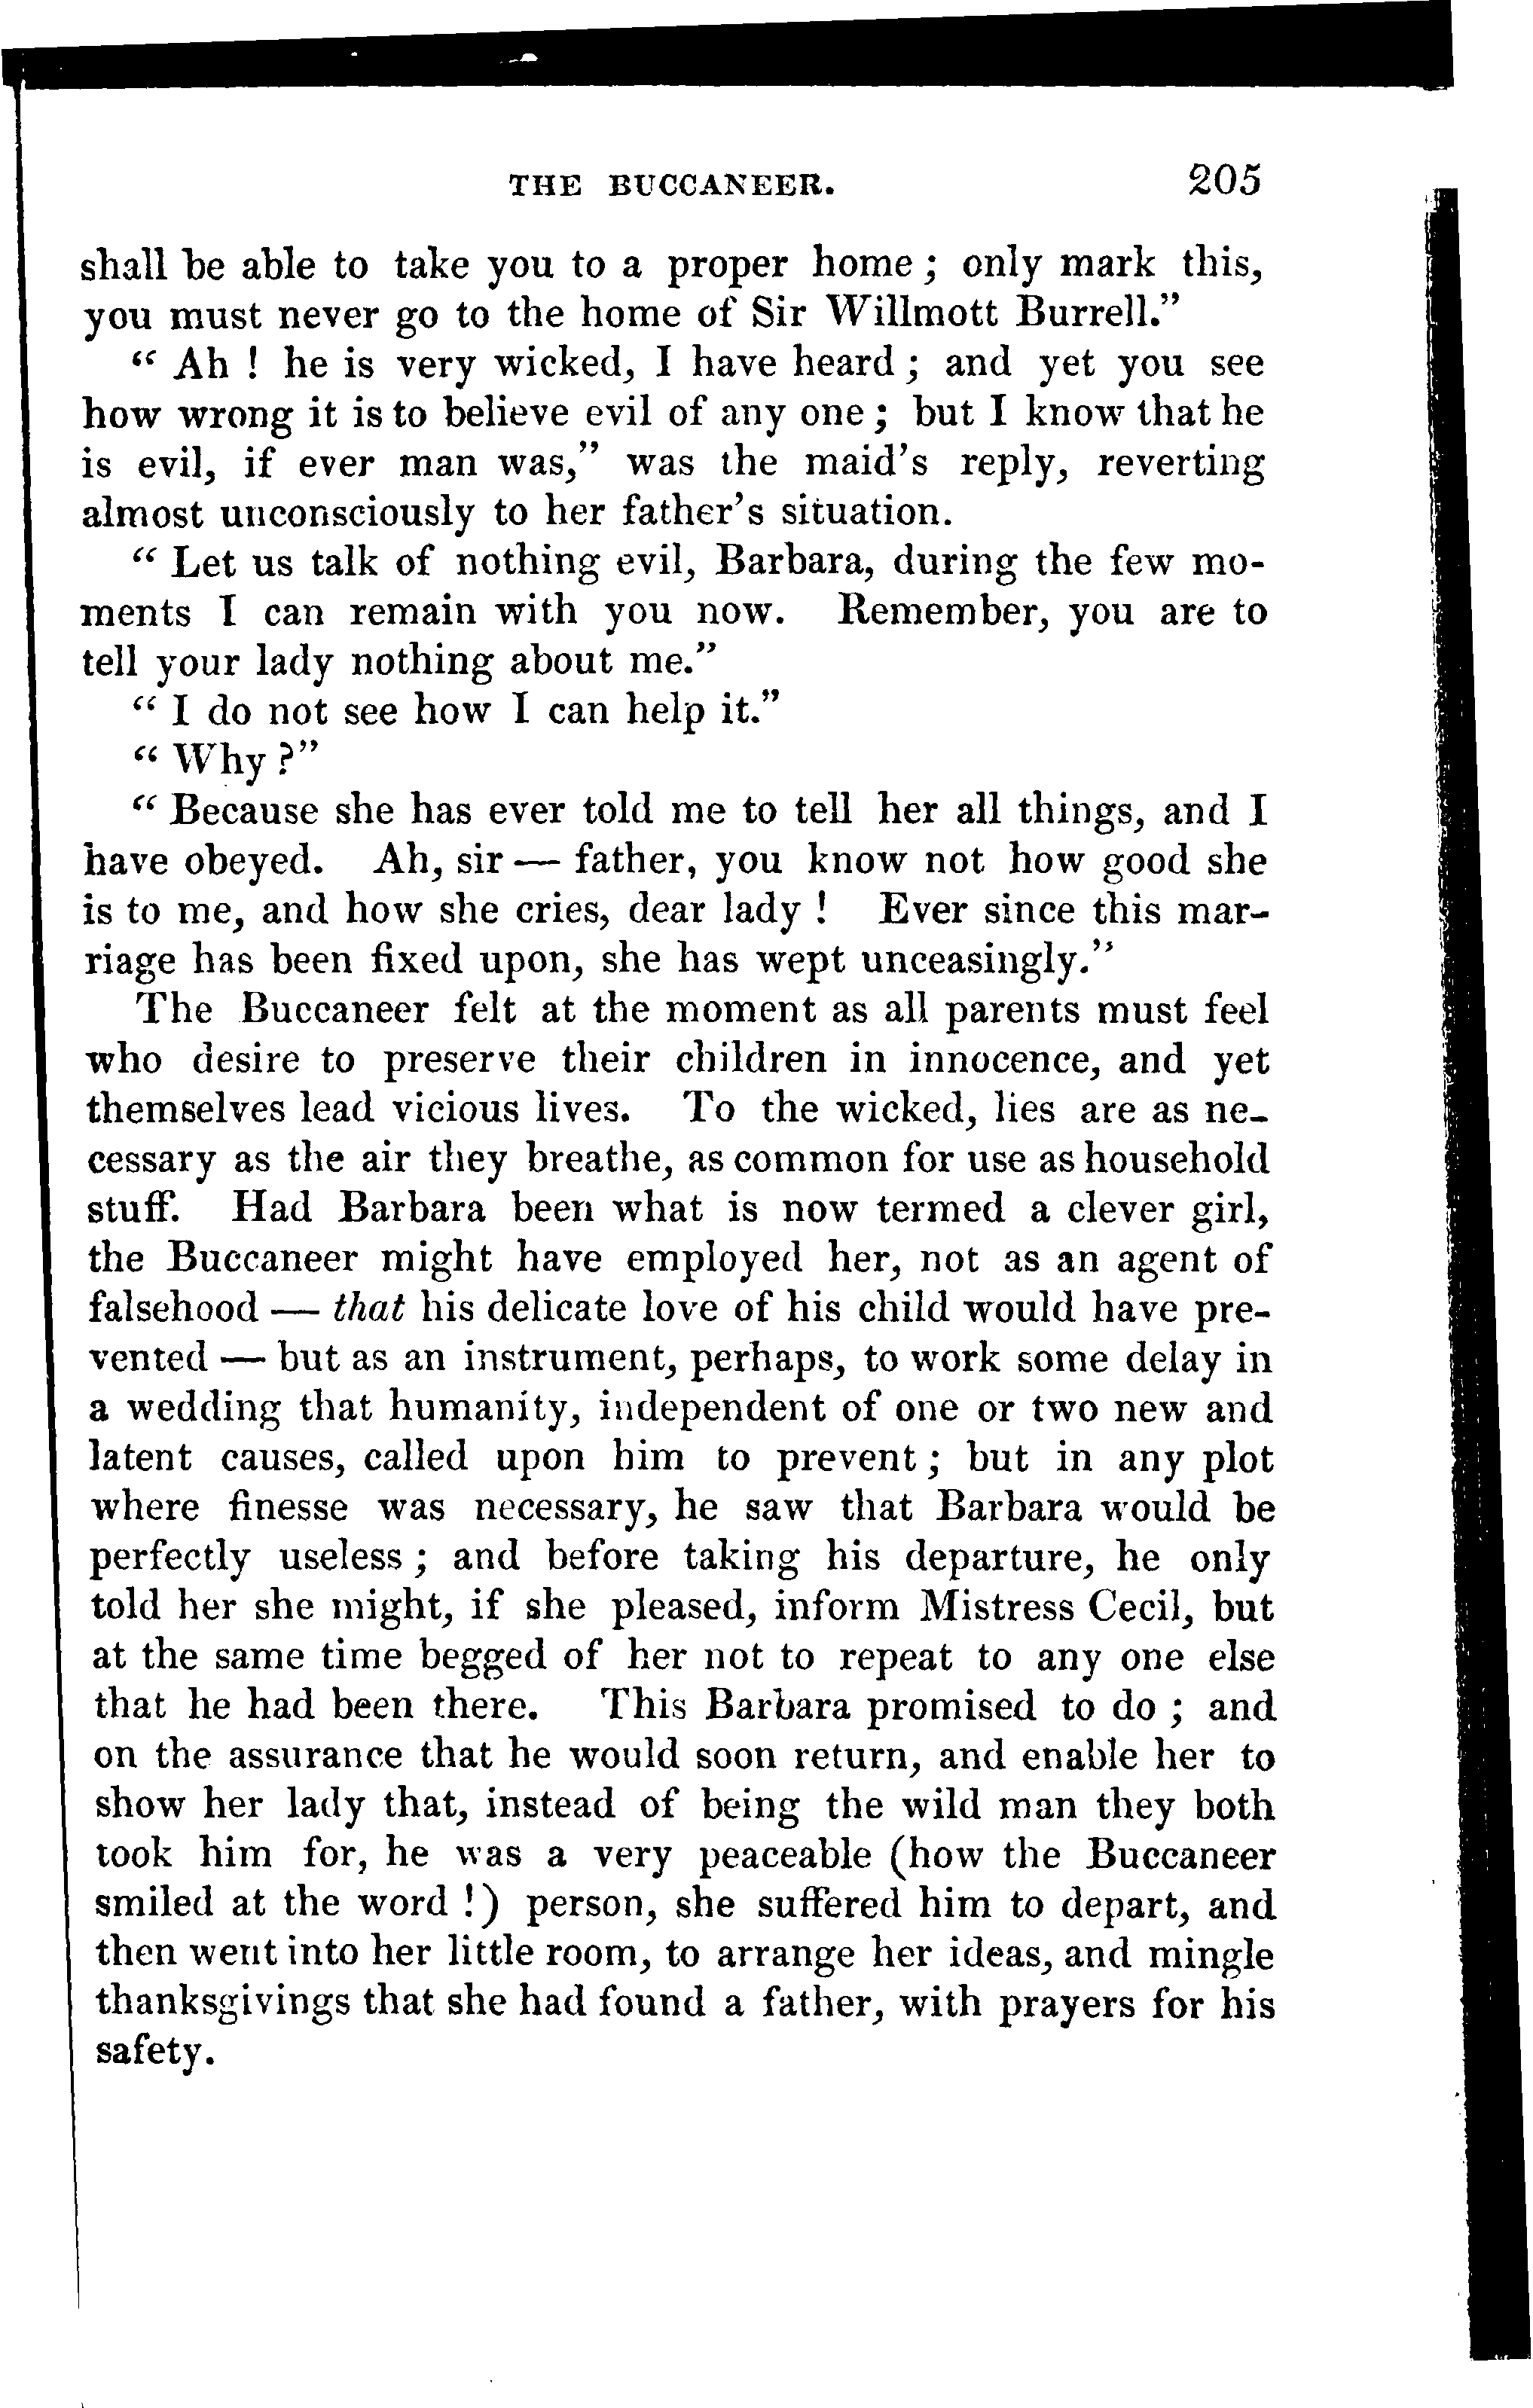 THE BUCCANEER. 205
shall be able to take you to a proper home ; only mark this,
you must never go to the home of Sir Willmott Burrell."
" Ah ! he is very wicked, I have heard ; and yet you see
how wrong it is to believe evil of any one ; but I know that he
is evil, if ever man was," was the maid's reply, reverting
almost unconsciously to her father's situation.
" Let us talk of nothing evil, Barbara, during the few mo-
ments I can remain with you now. Remember, you are to
tell your lady nothing about me."
" I do not see how I can help it."
" Why ?"
" Because she has ever told me to tell her all things, and I
have obeyed. Ah, sir — father, you know not how good she
is to me, and how she cries, dear lady ! Ever since this mar-
riage has been fixed upon, she has wept unceasingly."
The Buccaneer felt at the moment as all parents must feel
who desire to preserve their children in innocence, and yet
themselves lead vicious lives. To the wicked, lies are as ne-
cessary as the air they breathe, as common for use as household
stuff. Had Barbara been what is now termed a clever girl,
the Buccaneer might have employed her, not as an agent of
falsehood — that his delicate love of his child would have pre-
vented — but as an instrument, perhaps, to work some delay in
a wedding that humanity, independent of one or two new and
latent causes, called upon him to prevent ; but in any plot
where finesse was necessary, he saw that Barbara would be
perfectly useless ; and before taking his departure, he only
told her she might, if she pleased, inform Mistress Cecil, but
at the same time begged of her not to repeat to any one else
that he had been there. This Barbara promised to do ; and
on the assurance that he would soon return, and enable her to
show her lady that, instead of being the wild man they both
took him for, he was a very peaceable (how the Buccaneer
smiled at the word !) person, she suffered him to depart, and
then went into her little room, to arrange her ideas, and mingle
thanksgivings that she had found a father, with prayers for his
safety.